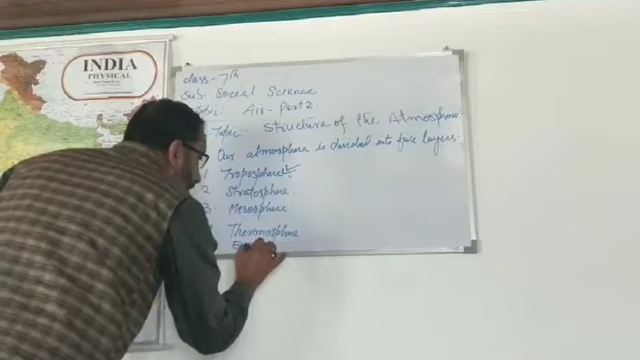 INDIA
PHYSICAL
class - 7th
Sub: Social Science
Air - Part 2.
Topic: Structure of the Atmosphere
Our atmosphere is divided into five layers.
1 Troposphere ✓
2 Stratosphere.
3. Mesosphere
Thermosphere